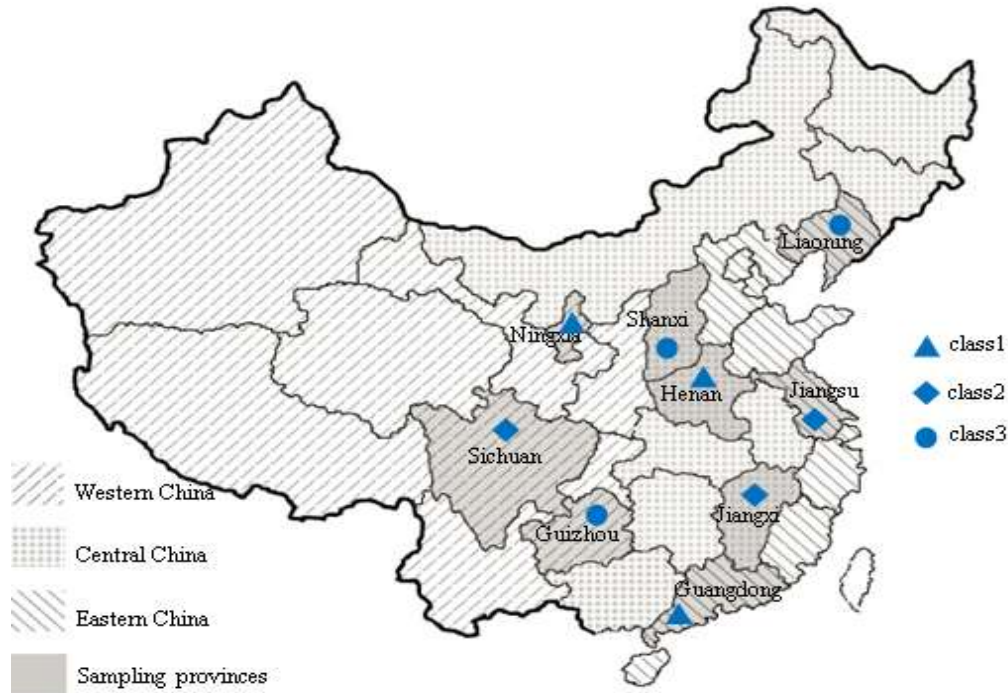 Liaoning
Ningxia
Shanxi
Henan
Jiangsu
Sichuan
Guizhou
Jiangxi
Guangdong
class1
class2
class3
Western China
Central China
Eastern China
Sampling provinces